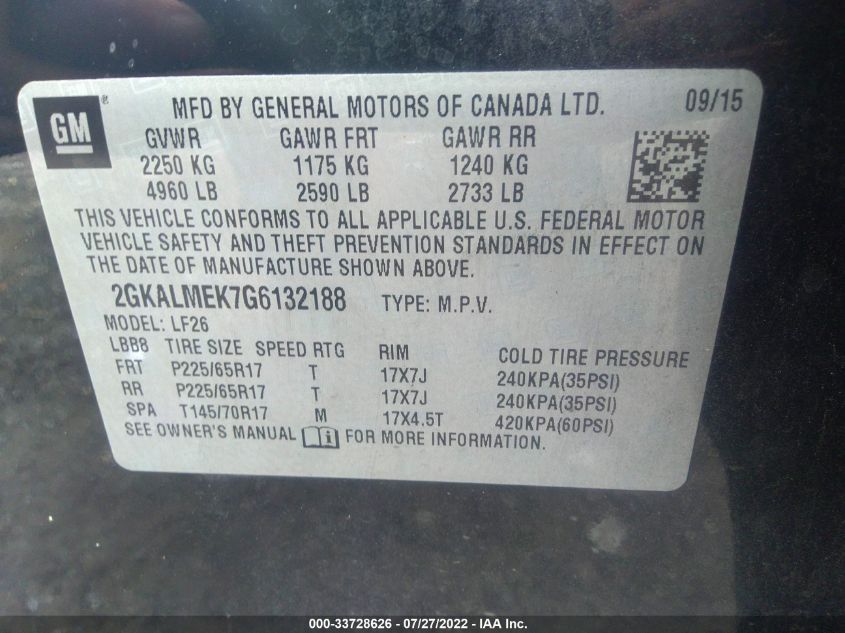 GM ® MFD BY GENERAL MOTORS OF CANADA LTD. 09/15
GVWR GAWR FRT GAWR RR
2250 KG 1175 KG 1240 KG
4960 LB 2590 LB 2733 LB
THIS VEHICLE CONFORMS TO ALL APPLICABLE U.S. FEDERAL MOTOR
VEHICLE SAFETY AND THEFT PREVENTION STANDARDS IN EFFECT ON
THE DATE OF MANUFACTURE SHOWN ABOVE.
2GKALMEK7G6132188 TYPE: M.P.V.
MODEL: LF26
LBB8 TIRE SIZE SPEED RTG RIM COLD TIRE PRESSURE
FRT P225/65R17 T 17X7J 240KPA(35PSI)
RR P225/65R17 T 17X7J 240KPA(35PSI)
SPA T145/70R17 M 17X4.5T 420KPA(60PSI)
SEE OWNER'S MANUAL FOR MORE INFORMATION.
000-33728626 - 07/27/2022 - IAA Inc.